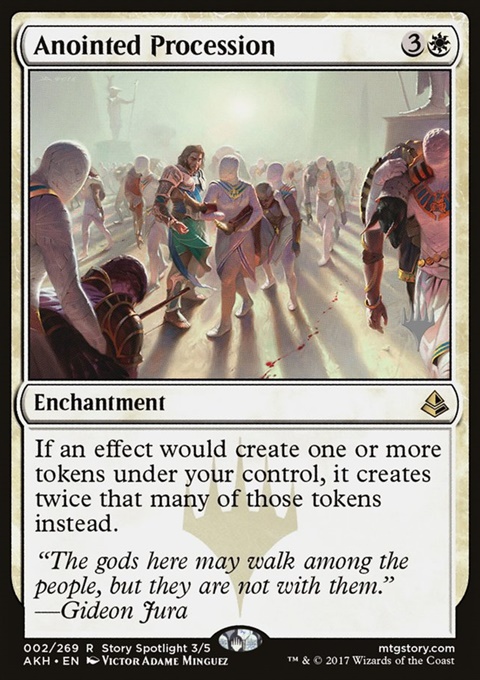 Anointed Procession 3
Enchantment
If an effect would create one or more
tokens under your control, it creates
twice that many of those tokens
instead.
“The gods here may walk among the
people, but they are not with them.”
—Gideon Jura
002/269 R Story Spotlight 3/5 mtgstory.com
AKH • EN Victor Adame Minguez ™ & © 2017 Wizards of the Coast